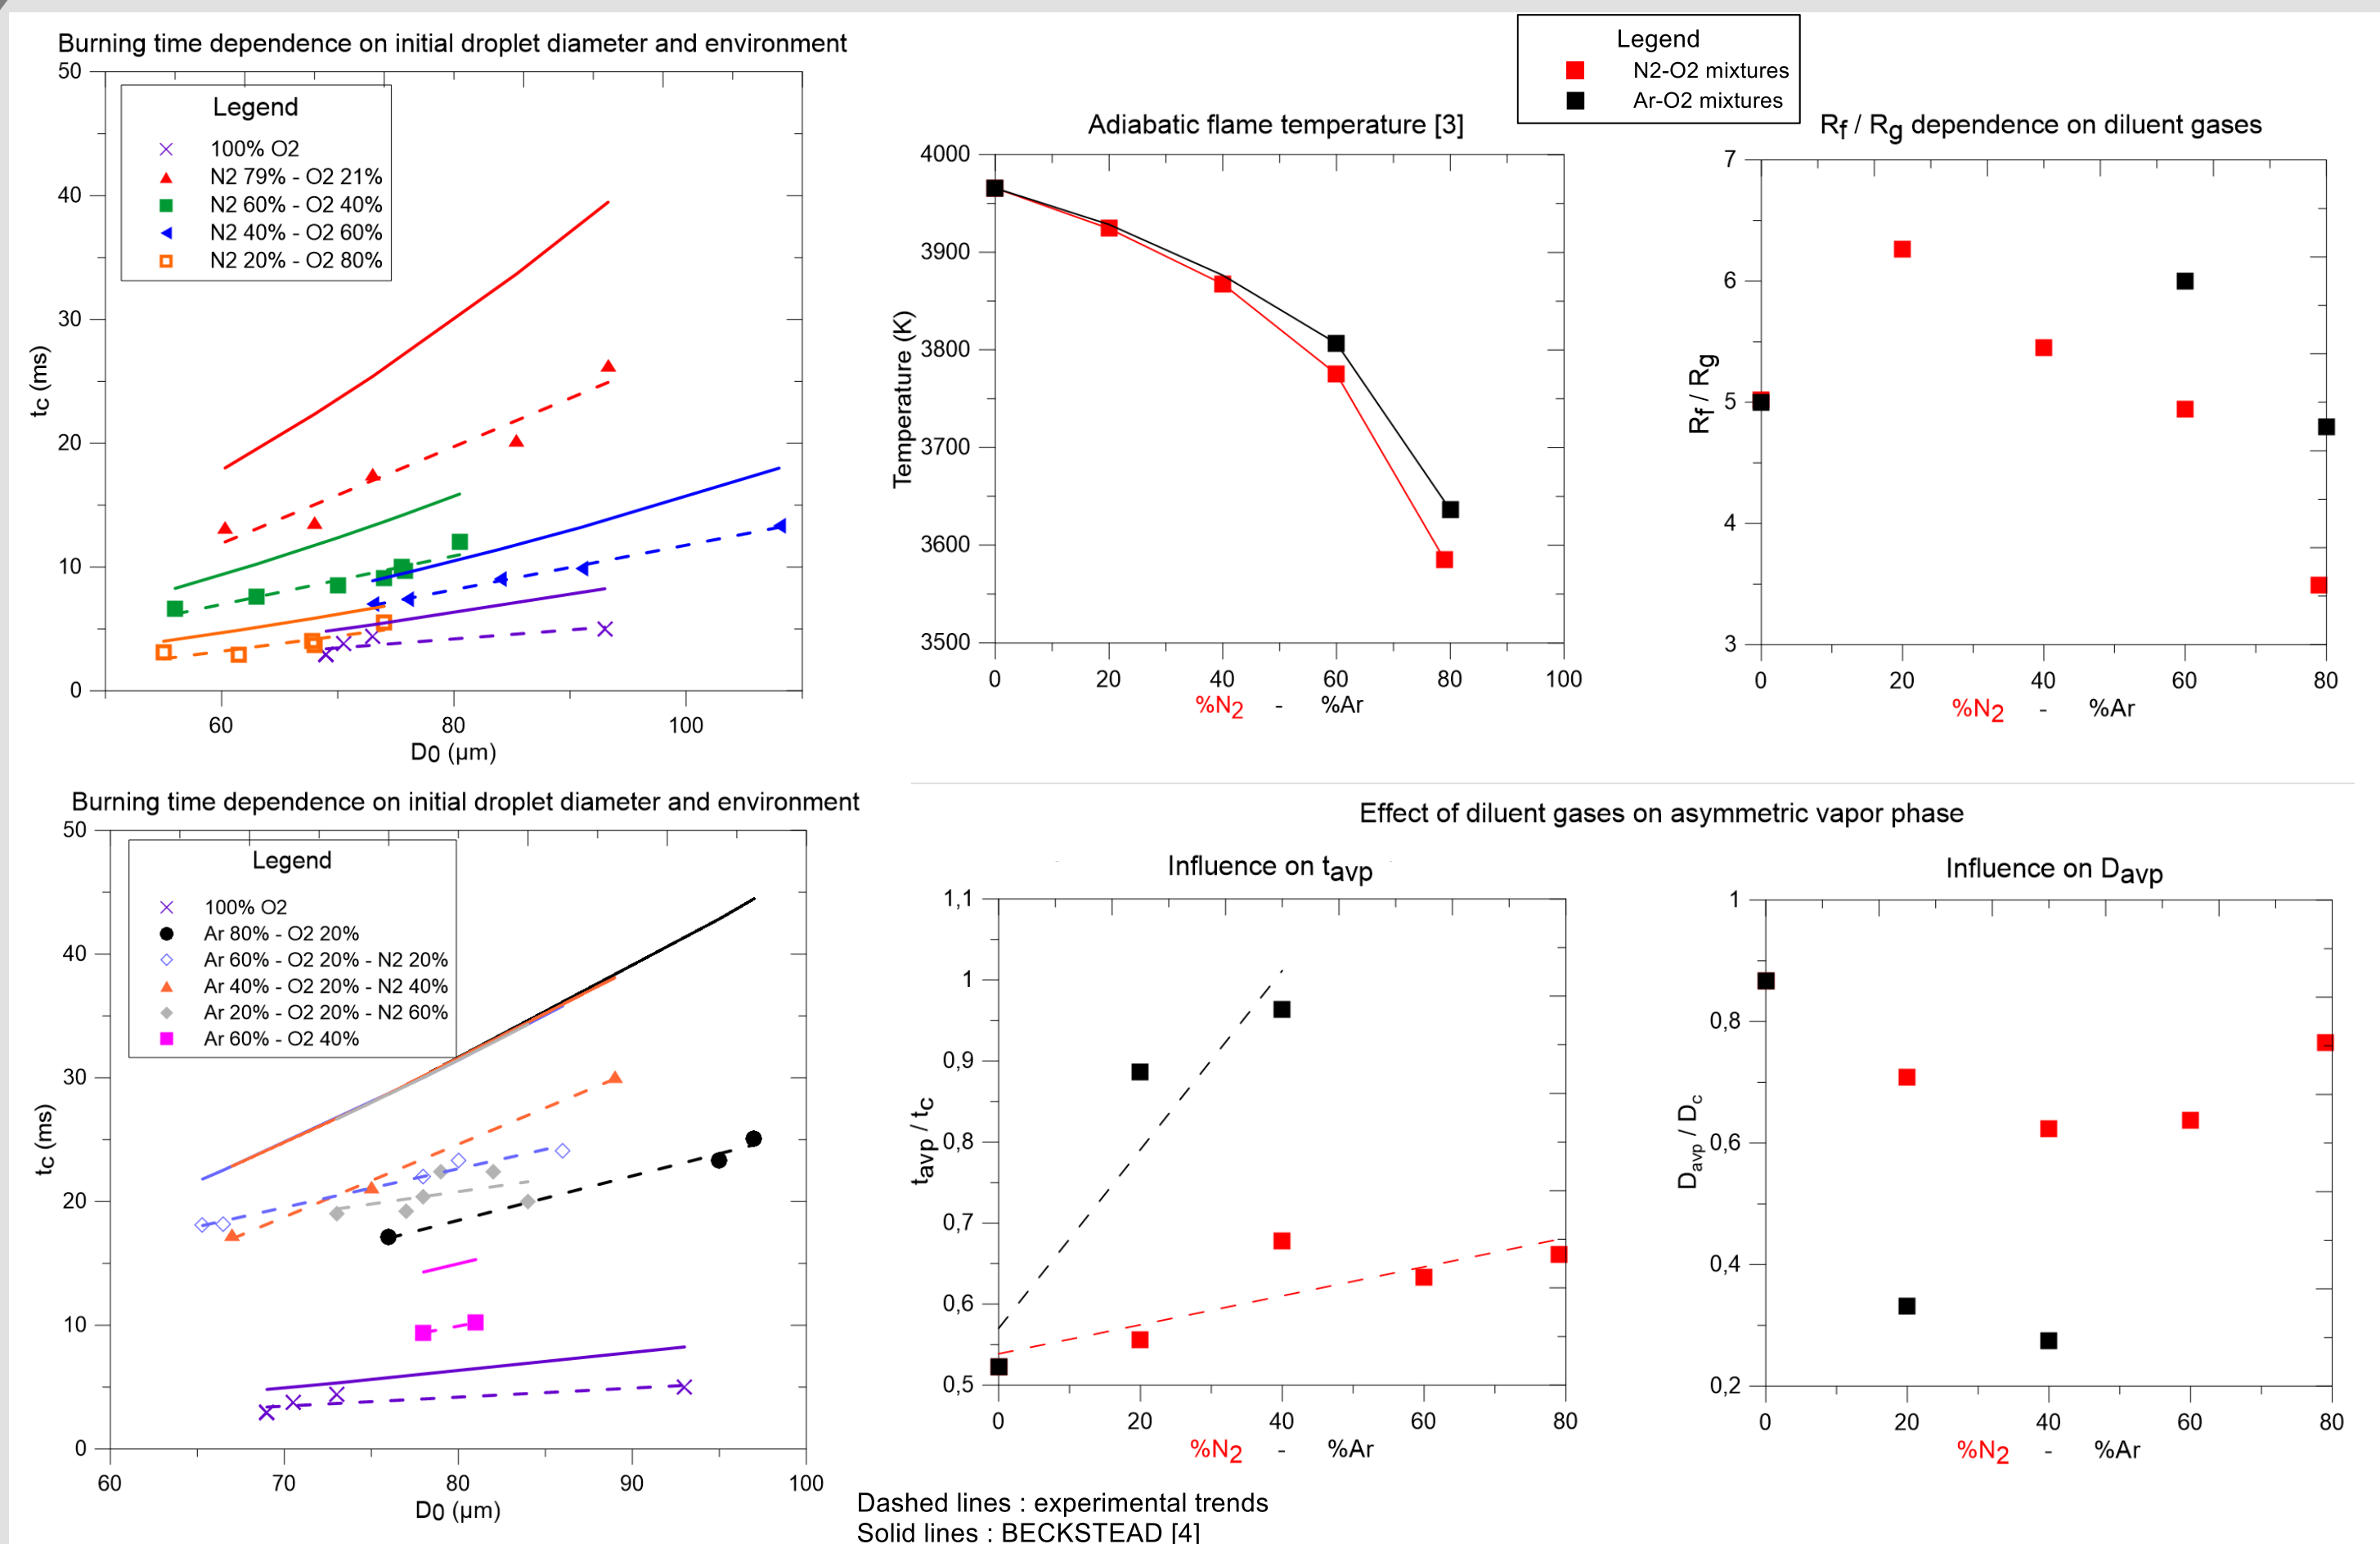 Burning time dependence on initial droplet diameter and environment
50
40
30
20
10
0
tc (ms)
Legend
100% O2
N2 79% - O2 21%
N2 60% - O2 40%
N2 40% - O2 60%
N2 20% - O2 80%
60 80 100
D0 (µm)
Legend
N2-O2 mixtures
Ar-O2 mixtures
Adiabatic flame temperature [3]
4000
3900
3800
3700
3600
3500
Temperature (K)
0 20 40 60 80 100
%N2 - %Ar
Rf / Rg dependence on diluent gases
7
6
5
4
3
Rf / Rg
0 20 40 60 80
%N2 - %Ar
Burning time dependence on initial droplet diameter and environment
50
40
30
20
10
0
tc (ms)
Legend
100% O2
Ar 80% - O2 20%
Ar 60% - O2 20% - N2 20%
Ar 40% - O2 20% - N2 40%
Ar 20% - O2 20% - N2 60%
Ar 60% - O2 40%
60 70 80 90 100
D0 (µm)
Effect of diluent gases on asymmetric vapor phase
Influence on tavp
1,1
1
0,9
0,8
0,7
0,6
0,5
tavp / tc
0 20 40 60 80
%N2 - %Ar
Influence on Davp
1
0,8
0,6
0,4
0,2
Davp / Dc
0 20 40 60 80
%N2 - %Ar
Dashed lines : experimental trends
Solid lines : BECKSTEAD [4]